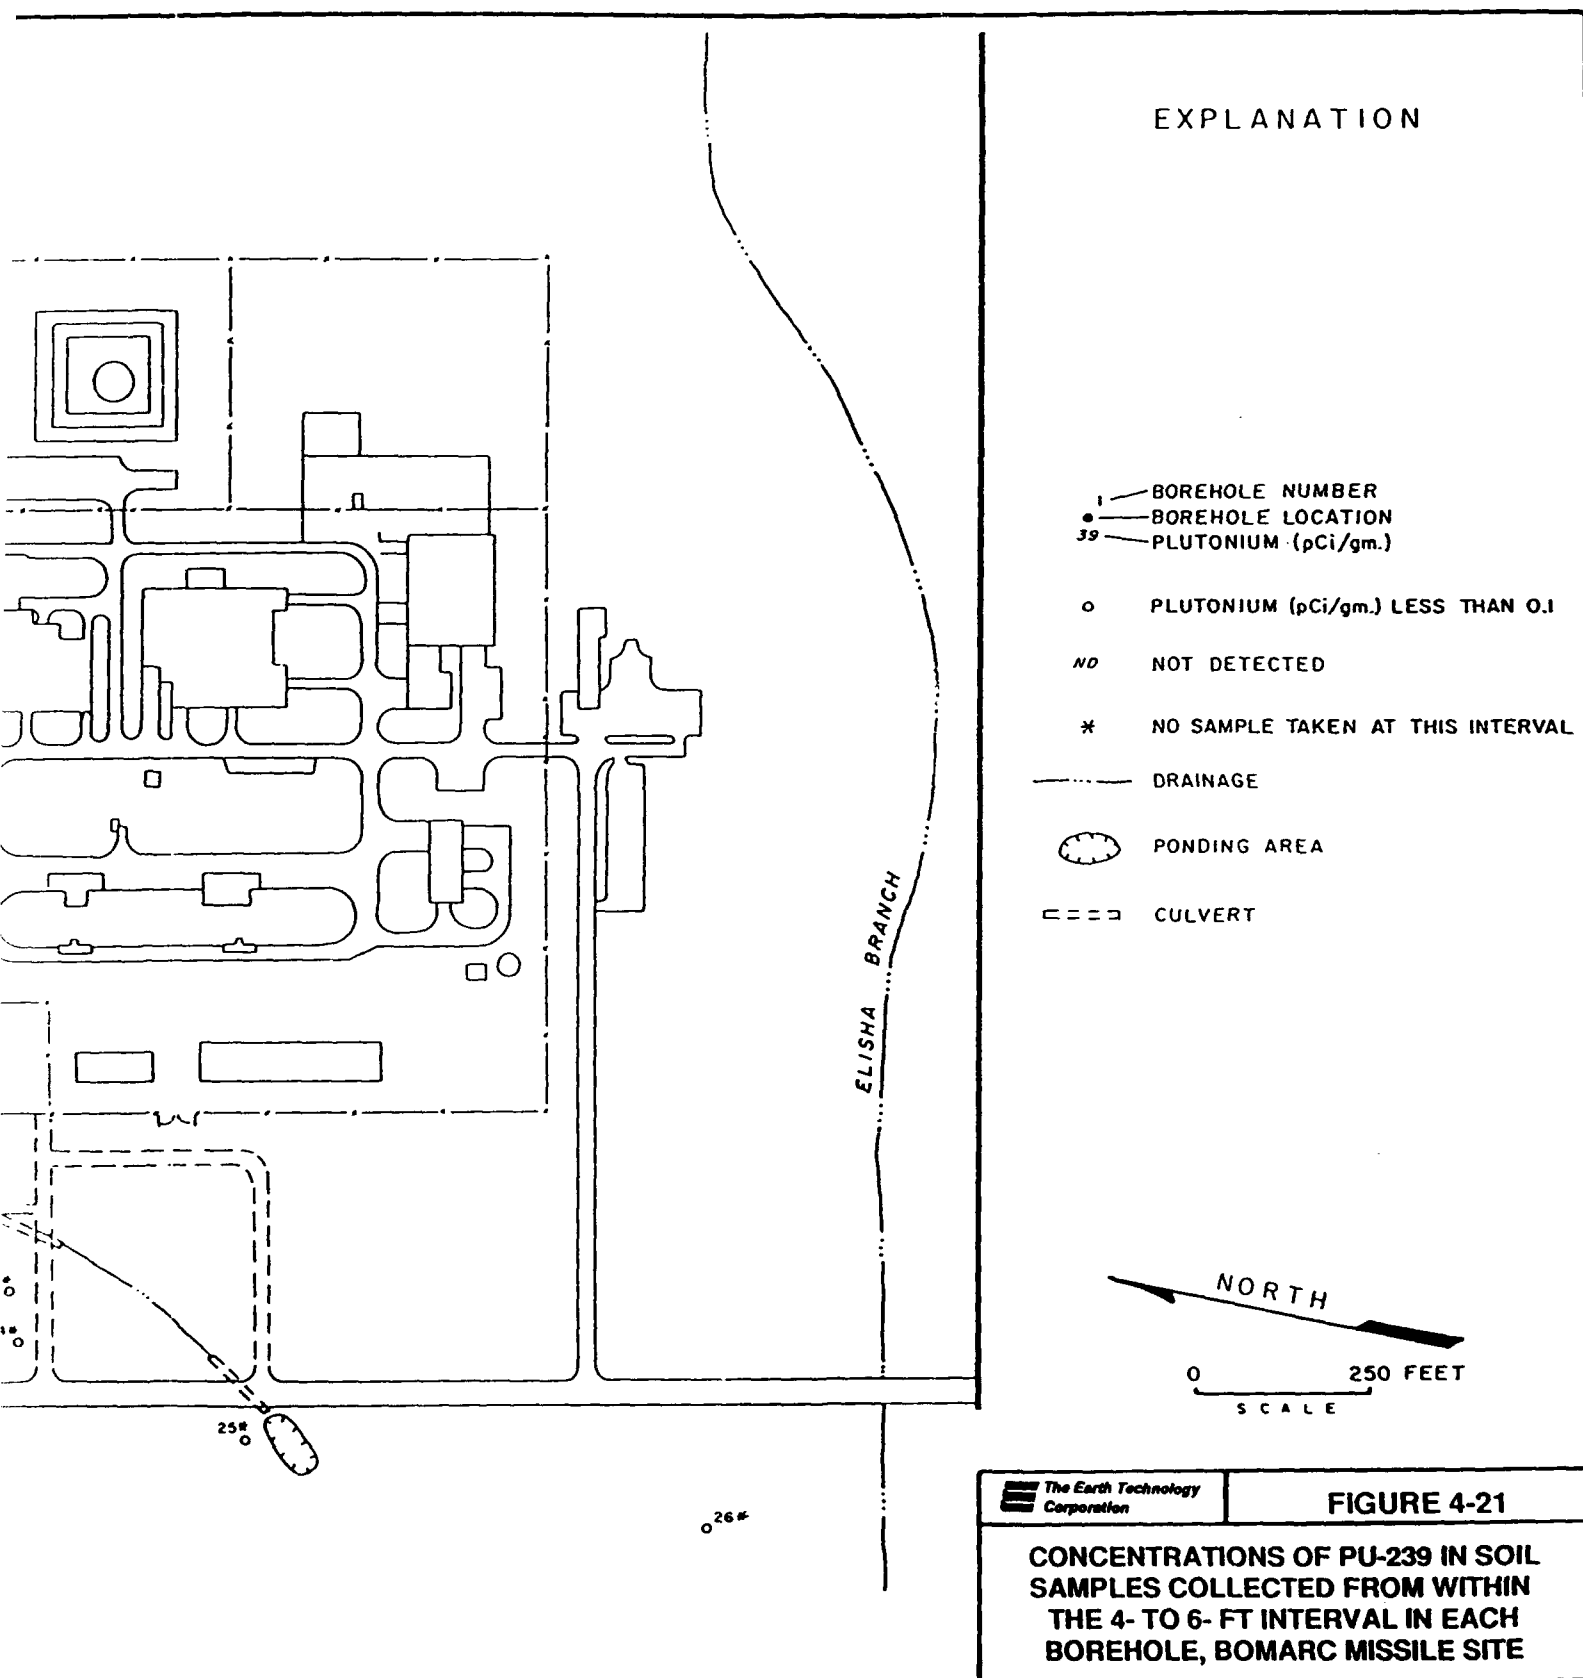 EXPLANATION
1
BOREHOLE NUMBER
BOREHOLE LOCATION
39
PLUTONIUM (pCi/gm.)
PLUTONIUM (pCi/gm.) LESS THAN 0.1
ND NOT DETECTED
* NO SAMPLE TAKEN AT THIS INTERVAL
DRAINAGE
PONDING AREA
CULVERT
ELISHA BRANCH
*
25*
26*
NORTH
0 250 FEET
SCALE
The Earth Technology
Corporation
FIGURE 4-21
CONCENTRATIONS OF PU-239 IN SOIL
SAMPLES COLLECTED FROM WITHIN
THE 4- TO 6- FT INTERVAL IN EACH
BOREHOLE, BOMARC MISSILE SITE